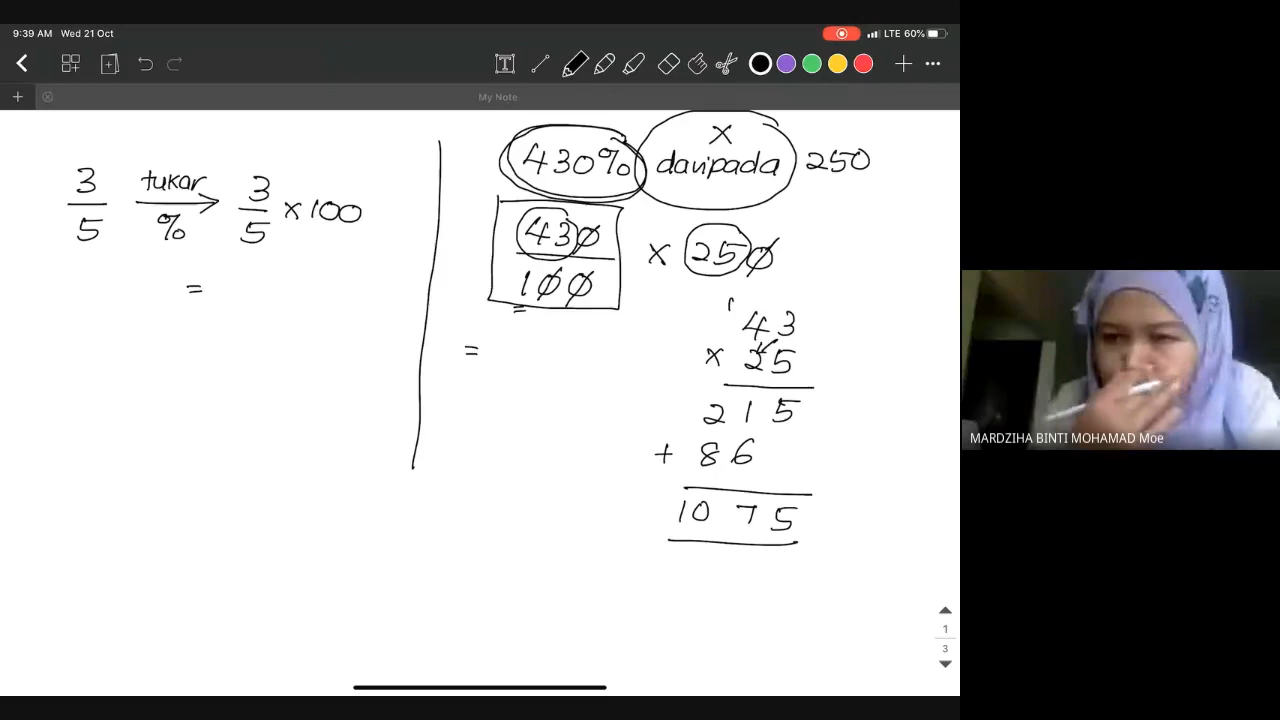 9:39 AM Wed 21 Oct
LTE 60%
My Note
3/5 tukar % → 3/5 × 100
=
430% × daripada 250
430/100 × 250
=
=
1
43
× 25
215
+ 86
1075
MARDZIHA BINTI MOHAMAD Moe
1
3